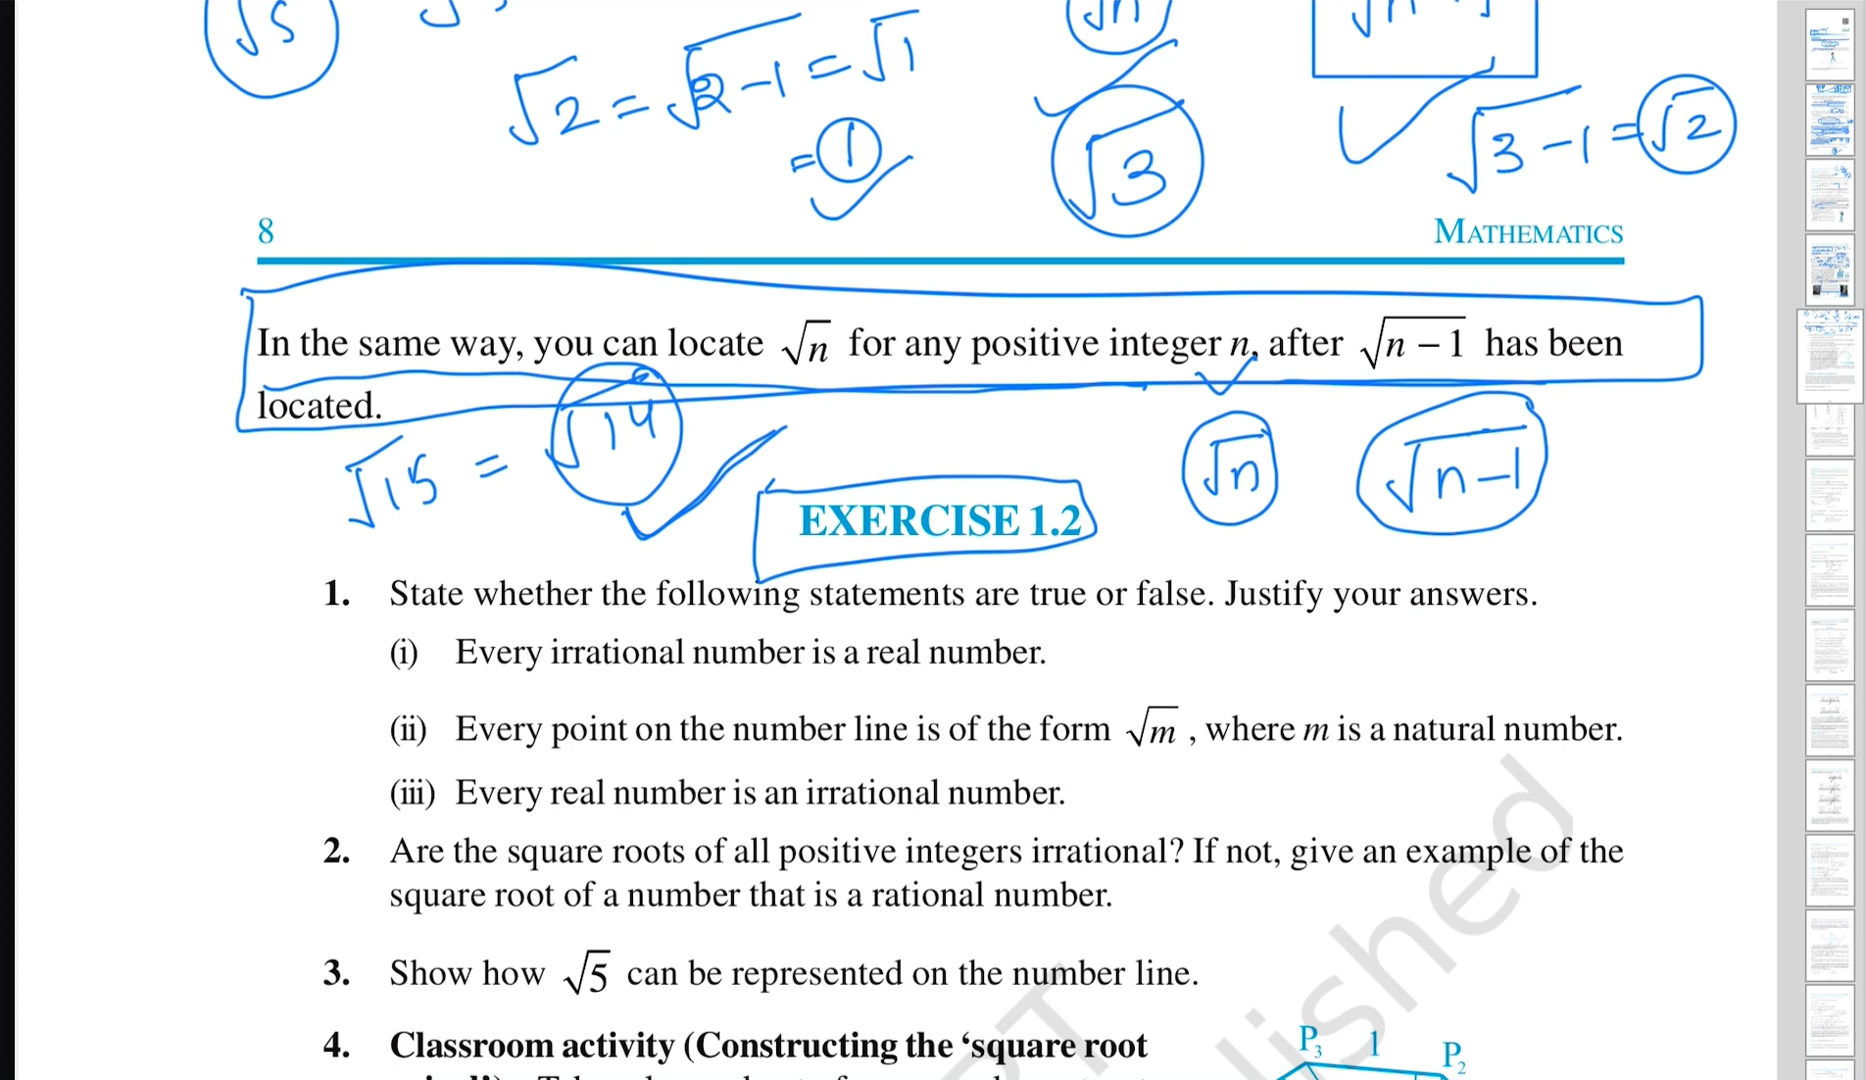 √5
√n
√2 = √2-1 = √1
= 1
√3
√3-1 = √2
8 MATHEMATICS
In the same way, you can locate √n for any positive integer n, after √n – 1 has been
located.
√15 = √14
√n √n-1
EXERCISE 1.2
1. State whether the following statements are true or false. Justify your answers.
(i) Every irrational number is a real number.
(ii) Every point on the number line is of the form √m , where m is a natural number.
(iii) Every real number is an irrational number.
2. Are the square roots of all positive integers irrational? If not, give an example of the
square root of a number that is a rational number.
3. Show how √5 can be represented on the number line.
4. Classroom activity (Constructing the ‘square root
P3 1 P2